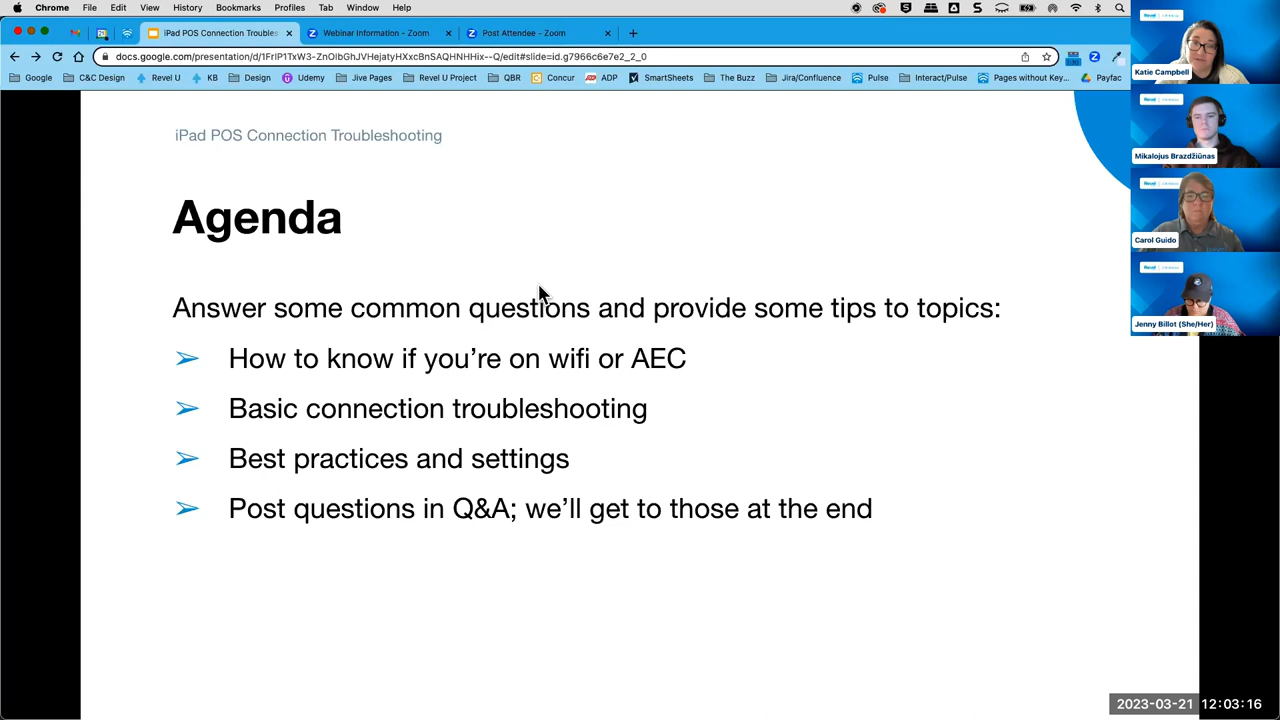 Chrome File Edit View History Bookmarks Profiles Tab Window Help
iPad POS Connection Troubles
Webinar Information - Zoom
Post Attendee - Zoom
docs.google.com/presentation/d/1FrlP1TxW3-ZnOlbGhJVHejatyHXxcBnSAQHNHHix--Q/edit#slide=id.g7966c6e7e2_2_0
Google C&C Design Revel U KB Design Udemy Jive Pages Revel U Project QBR Concur ADP SmartSheets The Buzz Jira/Confluence Pulse Interact/Pulse Pages without Key... Payfac
Katie Campbell
Mikalojus Brazdžiūnas
Carol Guido
Jenny Billot (She/Her)
iPad POS Connection Troubleshooting
Agenda
Answer some common questions and provide some tips to topics:
➢ How to know if you’re on wifi or AEC
➢ Basic connection troubleshooting
➢ Best practices and settings
➢ Post questions in Q&A; we’ll get to those at the end
2023-03-21 12:03:16